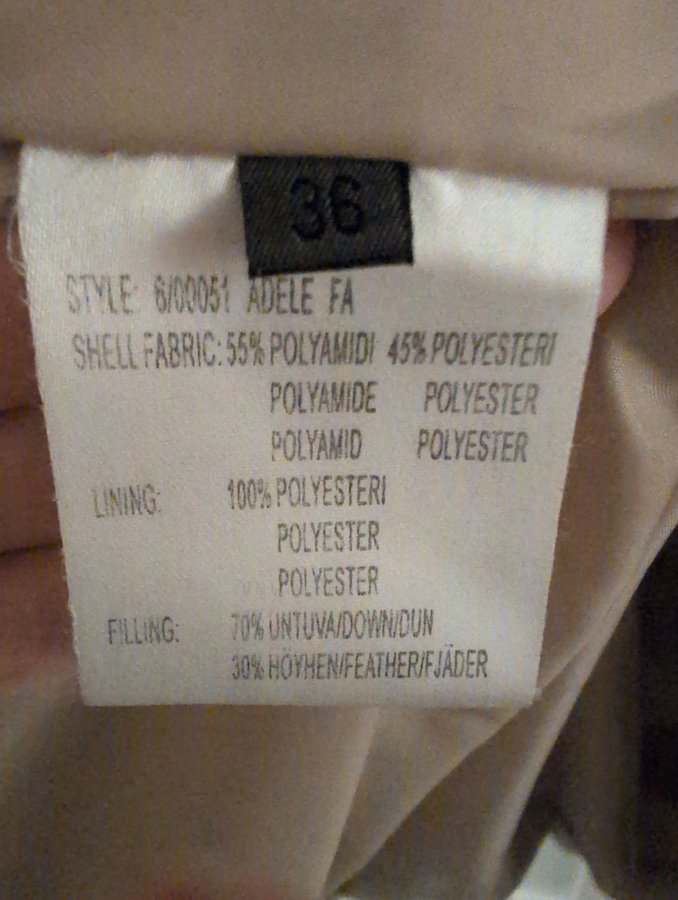 36
STYLE: 6/00051 ADELE FA
SHELL FABRIC: 55% POLYAMIDI 45% POLYESTERI
POLYAMIDE POLYESTER
POLYAMID POLYESTER
LINING: 100% POLYESTERI
POLYESTER
POLYESTER
FILLING: 70% UNTUVA/DOWN/DUN
30% HÖYHEN/FEATHER/FJÄDER